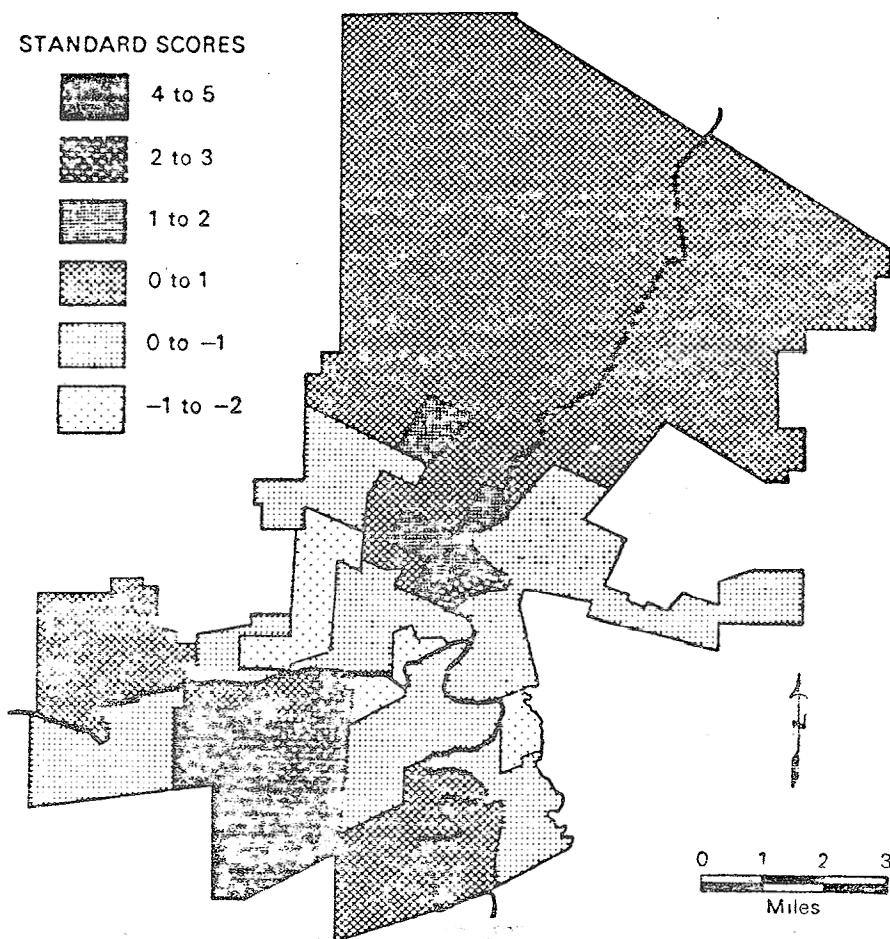 STANDARD SCORES
4 to 5
2 to 3
1 to 2
0 to 1
0 to −1
−1 to −2
N
0 1 2 3
Miles